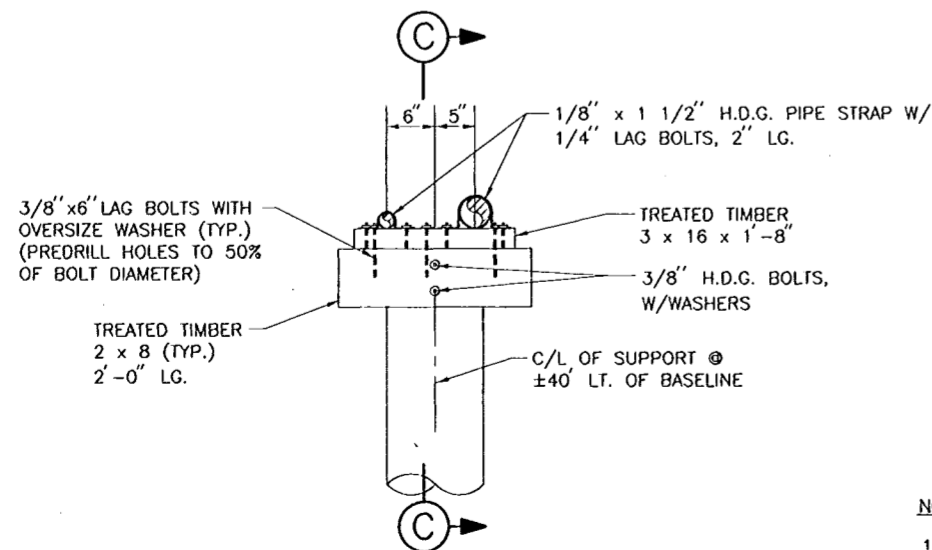 C
6" 5"
1/8" x 1 1/2" H.D.G. PIPE STRAP W/
1/4" LAG BOLTS, 2" LG.
3/8"x6" LAG BOLTS WITH
OVERSIZE WASHER (TYP.)
(PREDRILL HOLES TO 50%
OF BOLT DIAMETER)
TREATED TIMBER
3 x 16 x 1'-8"
3/8" H.D.G. BOLTS,
W/WASHERS
TREATED TIMBER
2 x 8 (TYP.)
2'-0" LG.
C/L OF SUPPORT @
±40' LT. OF BASELINE
C
N
1